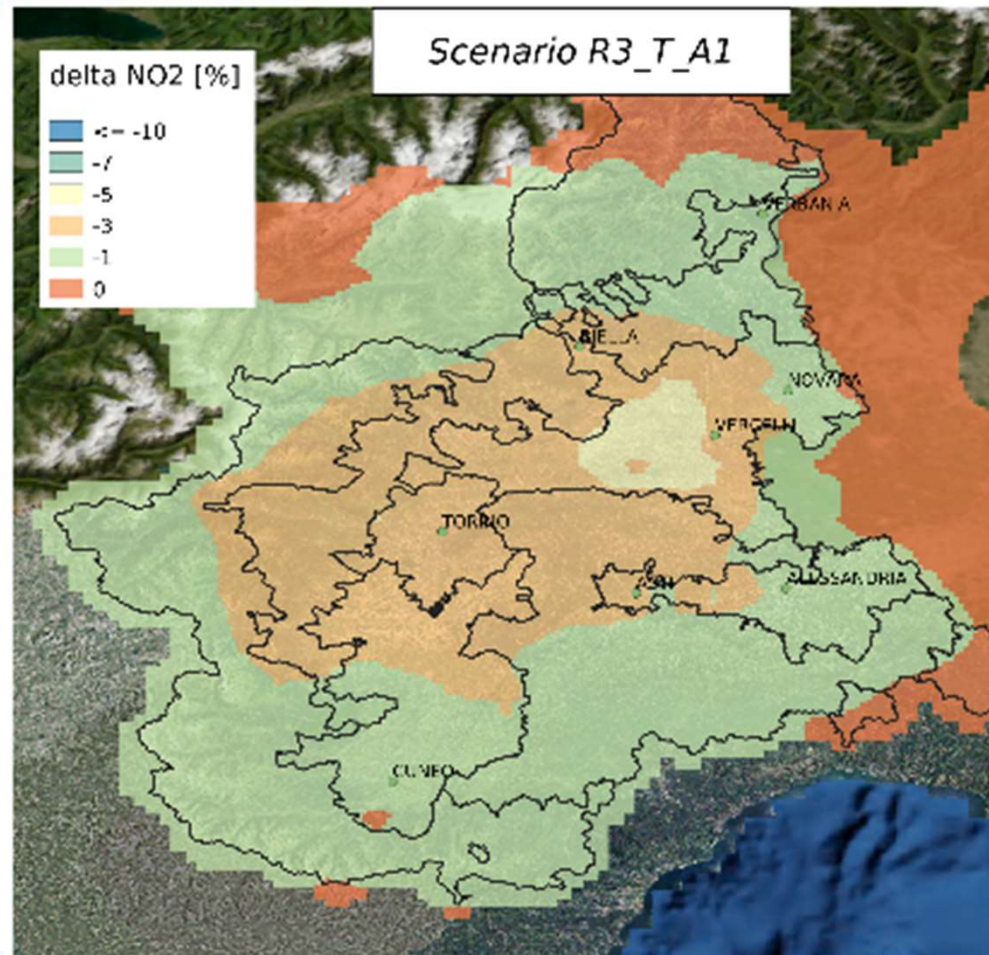 Scenario R3_T_A1
delta NO2 [%]
<= -10
-7
-5
-3
-1
0
VERBANIA
BIELLA
NOVARA
VERCELLI
TORINO
ASTI
ALESSANDRIA
CUNEO